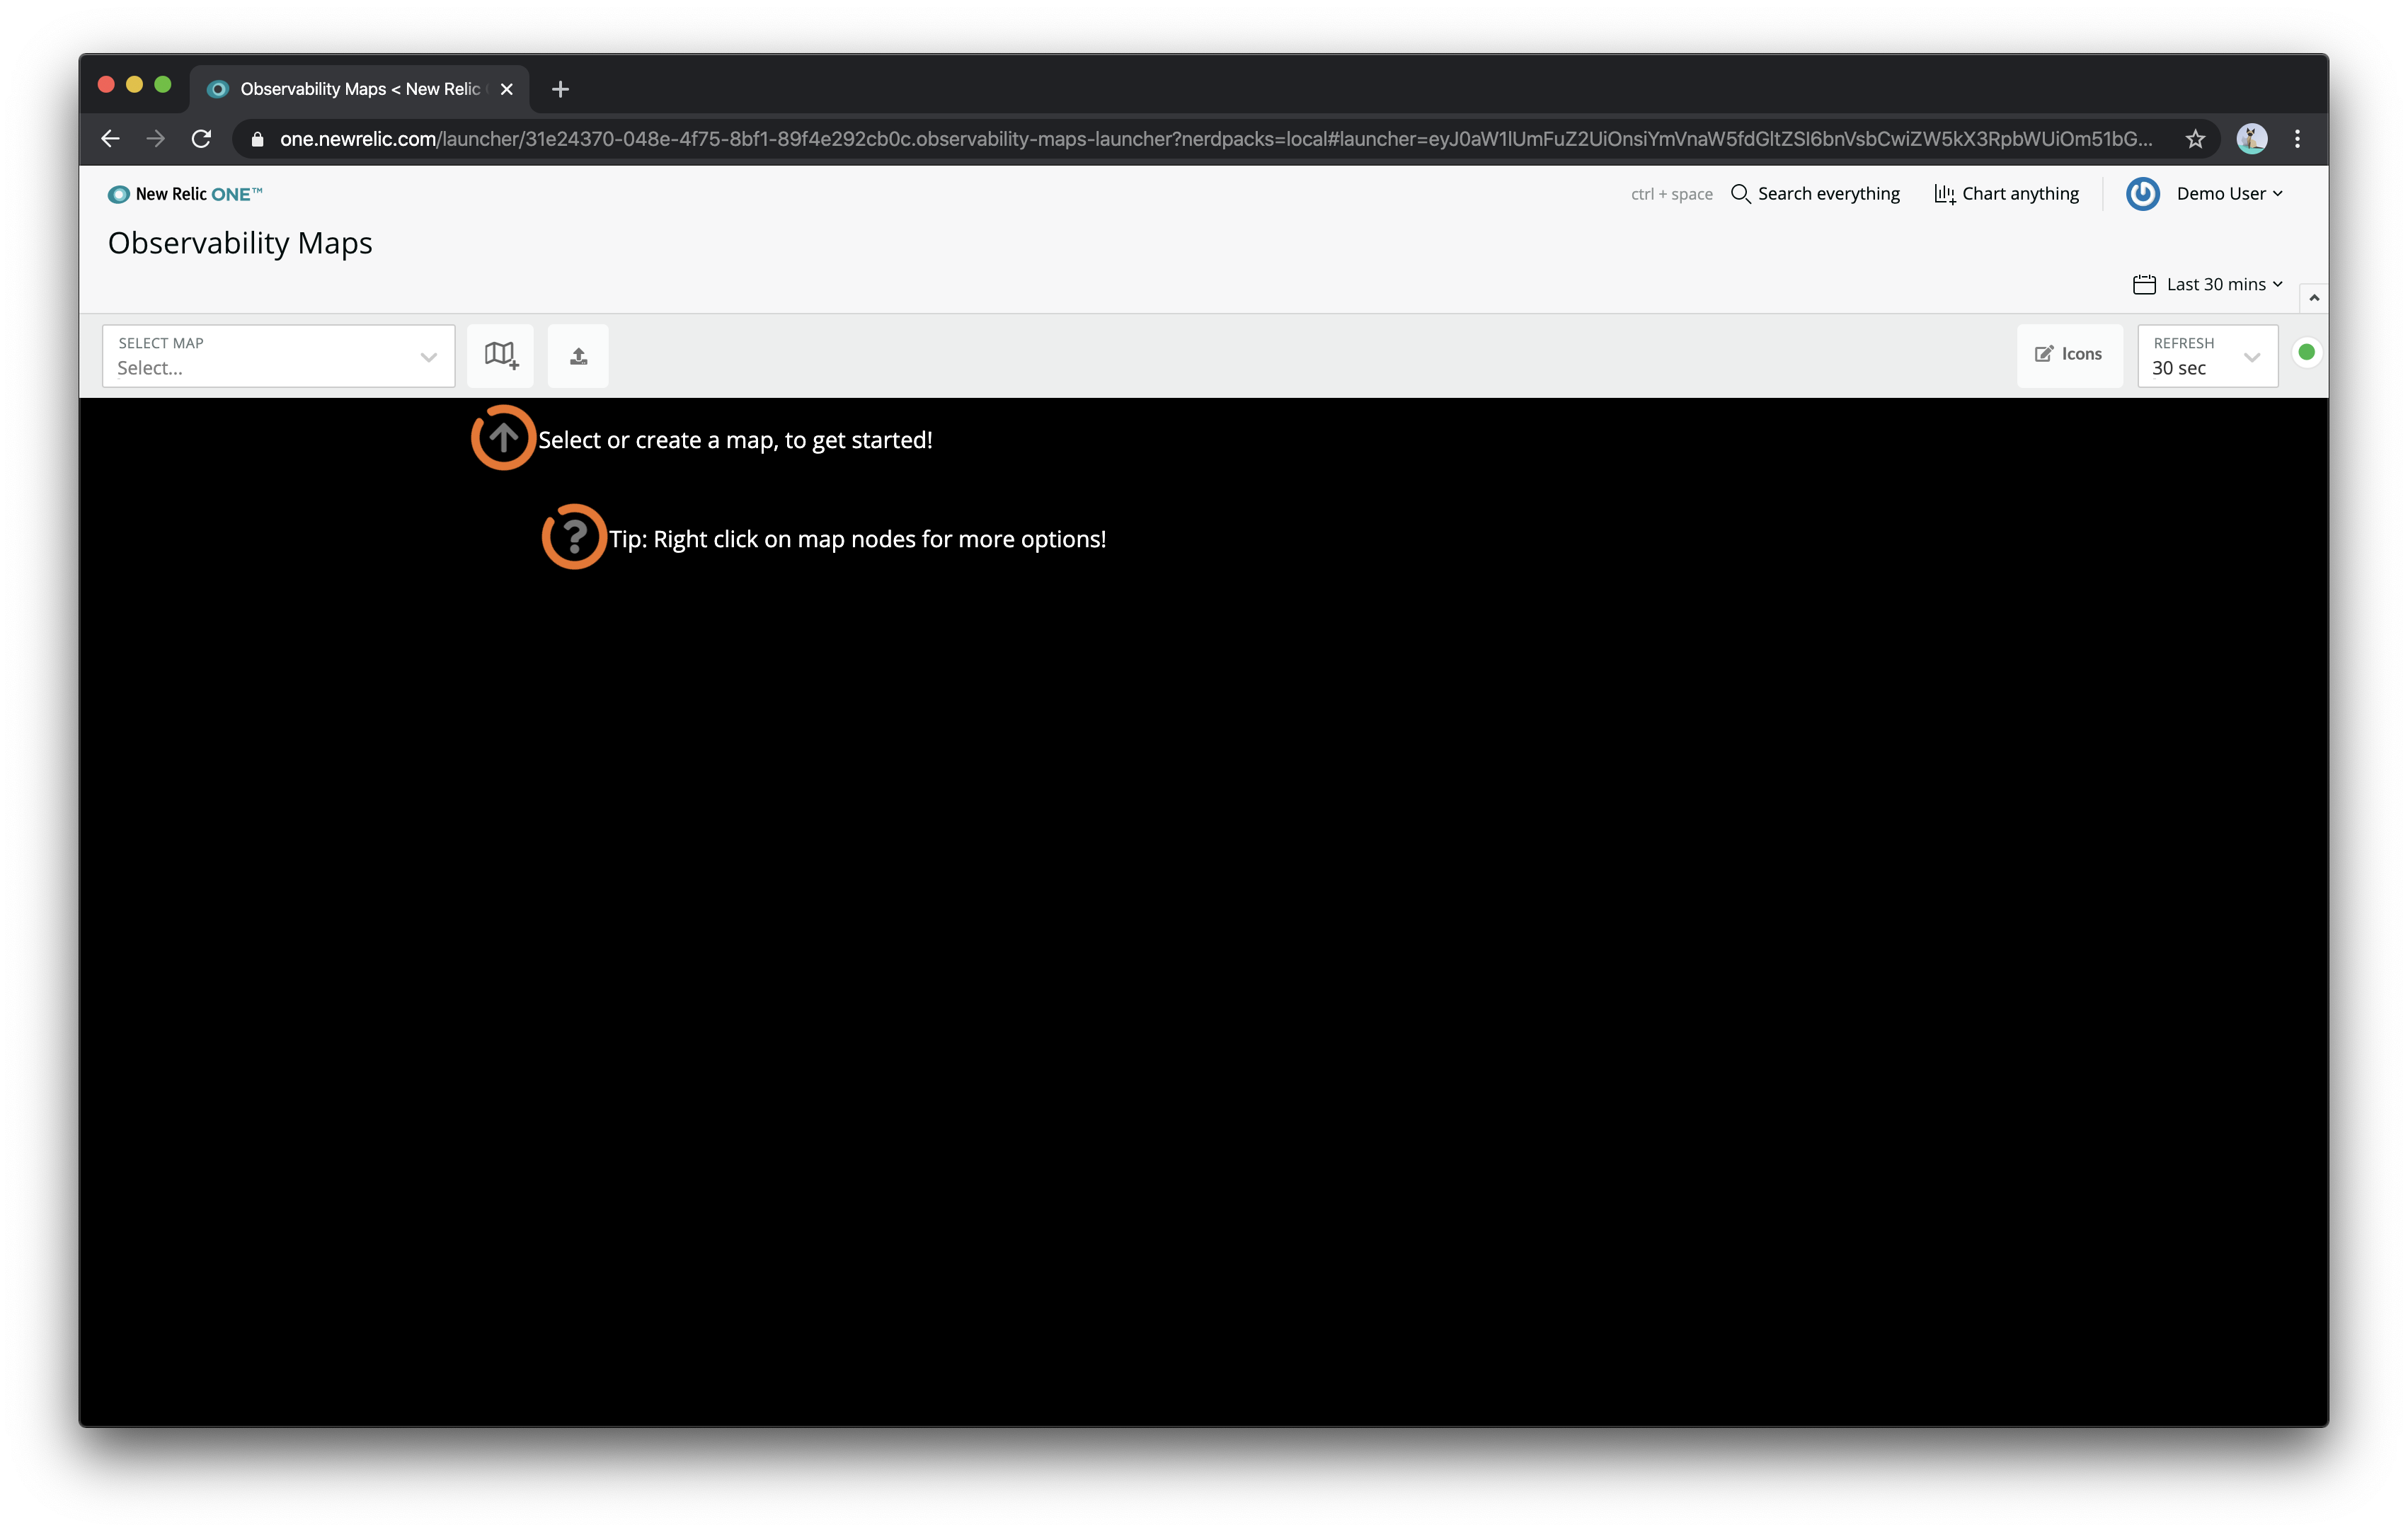 Observability Maps < New Relic
one.newrelic.com/launcher/31e24370-048e-4f75-8bf1-89f4e292cb0c.observability-maps-launcher?nerdpacks=local#launcher=eyJ0aW1lUmFuZ2UiOnsiYmVnaW5fdGltZSI6bnVsbCwiZW5kX3RpbWUiOm51bG...
New Relic ONE™
ctrl + space Search everything Chart anything Demo User
Observability Maps
Last 30 mins
SELECT MAP
Select...
Icons
REFRESH
30 sec
Select or create a map, to get started!
Tip: Right click on map nodes for more options!